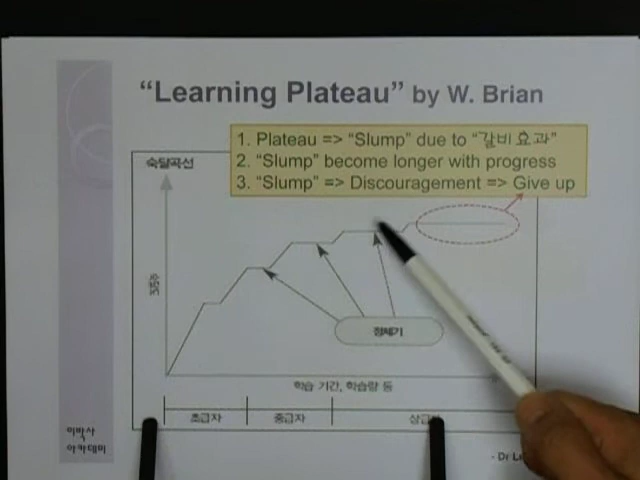 “Learning Plateau” by W. Brian
1. Plateau => “Slump” due to “갈비효과”
2. “Slump” become longer with progress
3. “Slump” => Discouragement => Give up
숙달곡선
정체기
학습 기간, 학습량 등
초급자
중급자
이박사
아카데미
- Dr